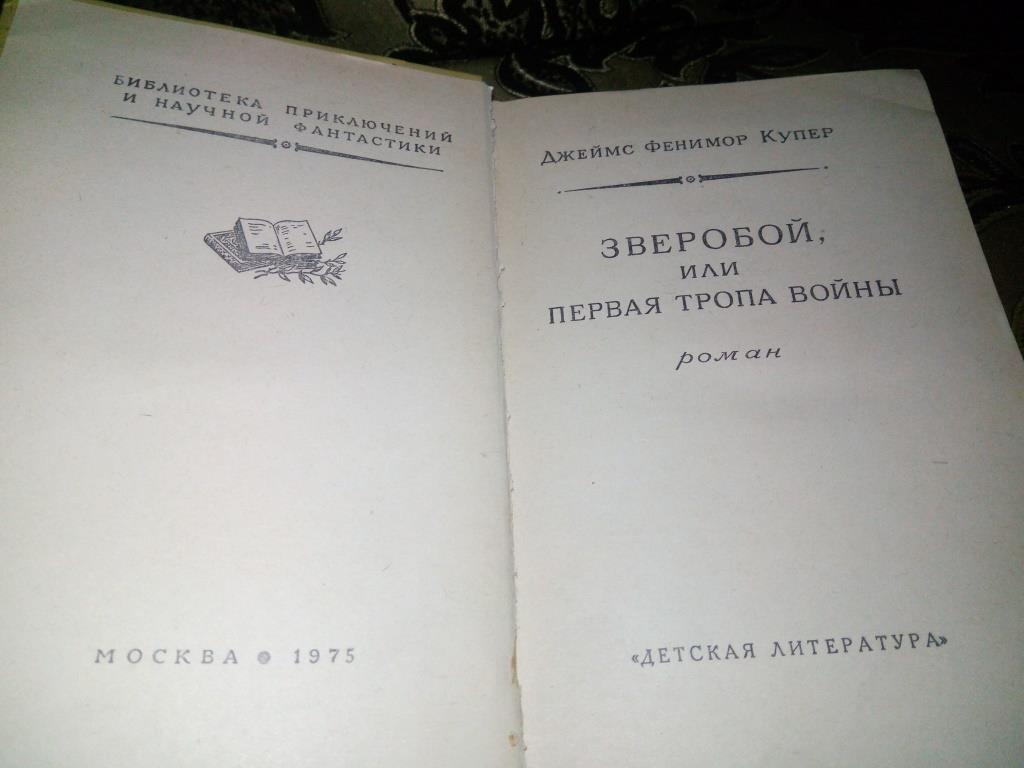 БИБЛИОТЕКА ПРИКЛЮЧЕНИЙ
И НАУЧНОЙ ФАНТАСТИКИ
МОСКВА 1975
ДЖЕЙМС ФЕНИМОР КУПЕР
ЗВЕРОБОЙ,
ИЛИ
ПЕРВАЯ ТРОПА ВОЙНЫ
роман
«ДЕТСКАЯ ЛИТЕРАТУРА»